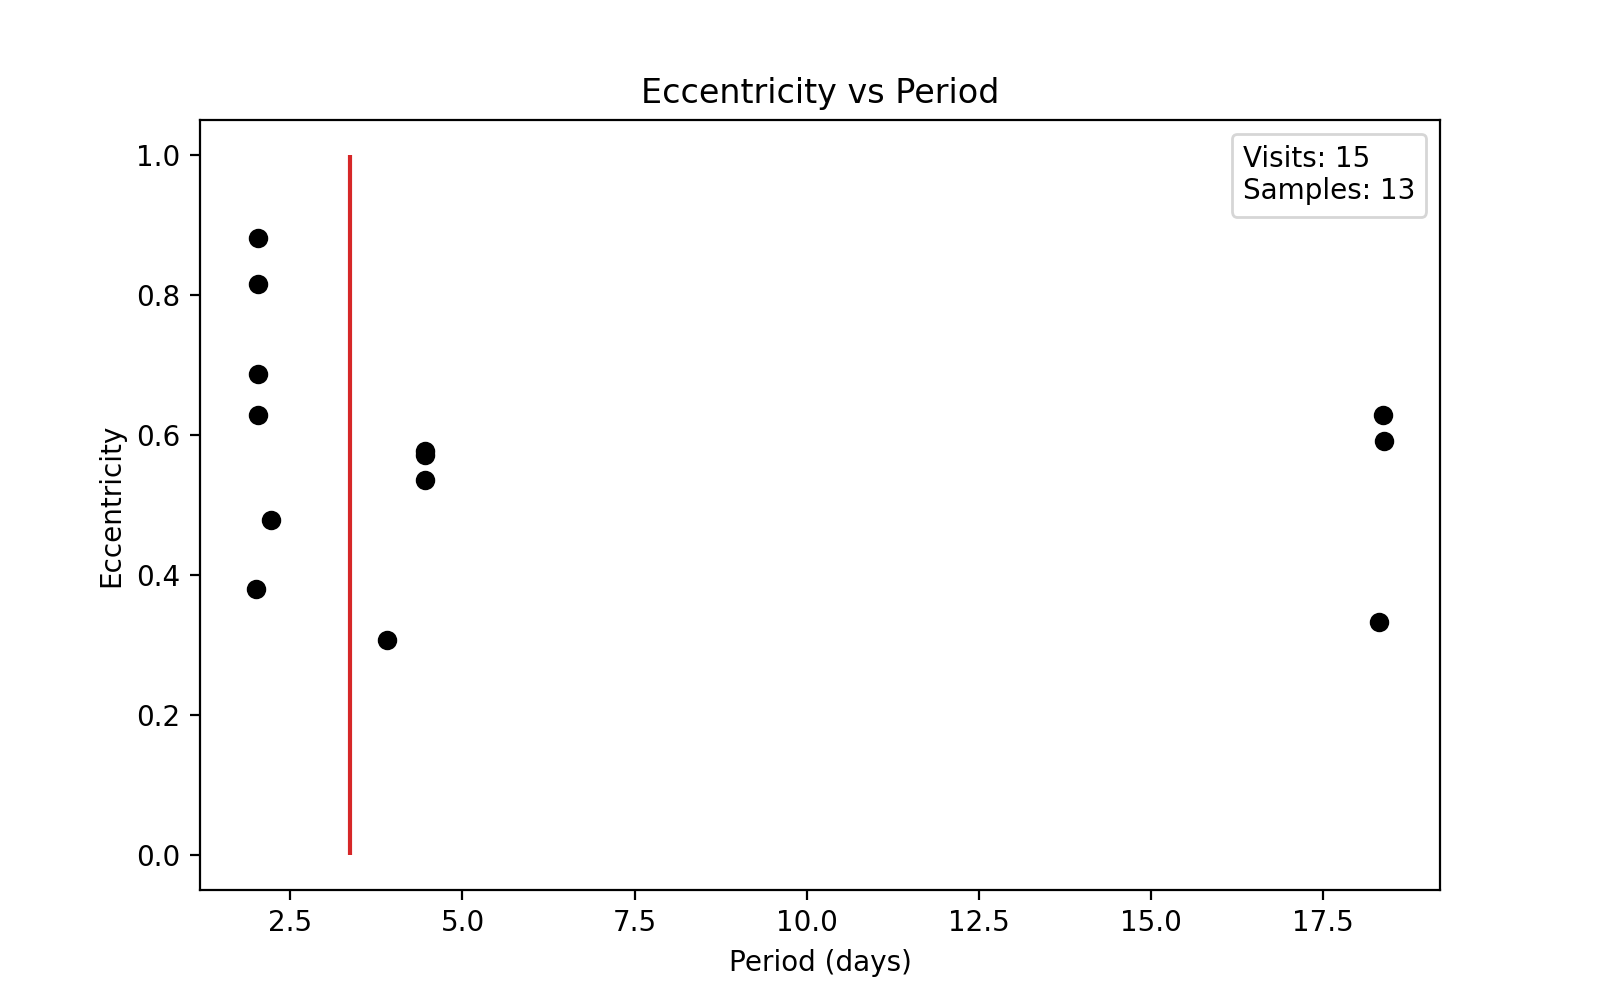 Eccentricity vs Period
Visits: 15
Samples: 13
Eccentricity
1.0
0.8
0.6
0.4
0.2
0.0
2.5 5.0 7.5 10.0 12.5 15.0 17.5
Period (days)